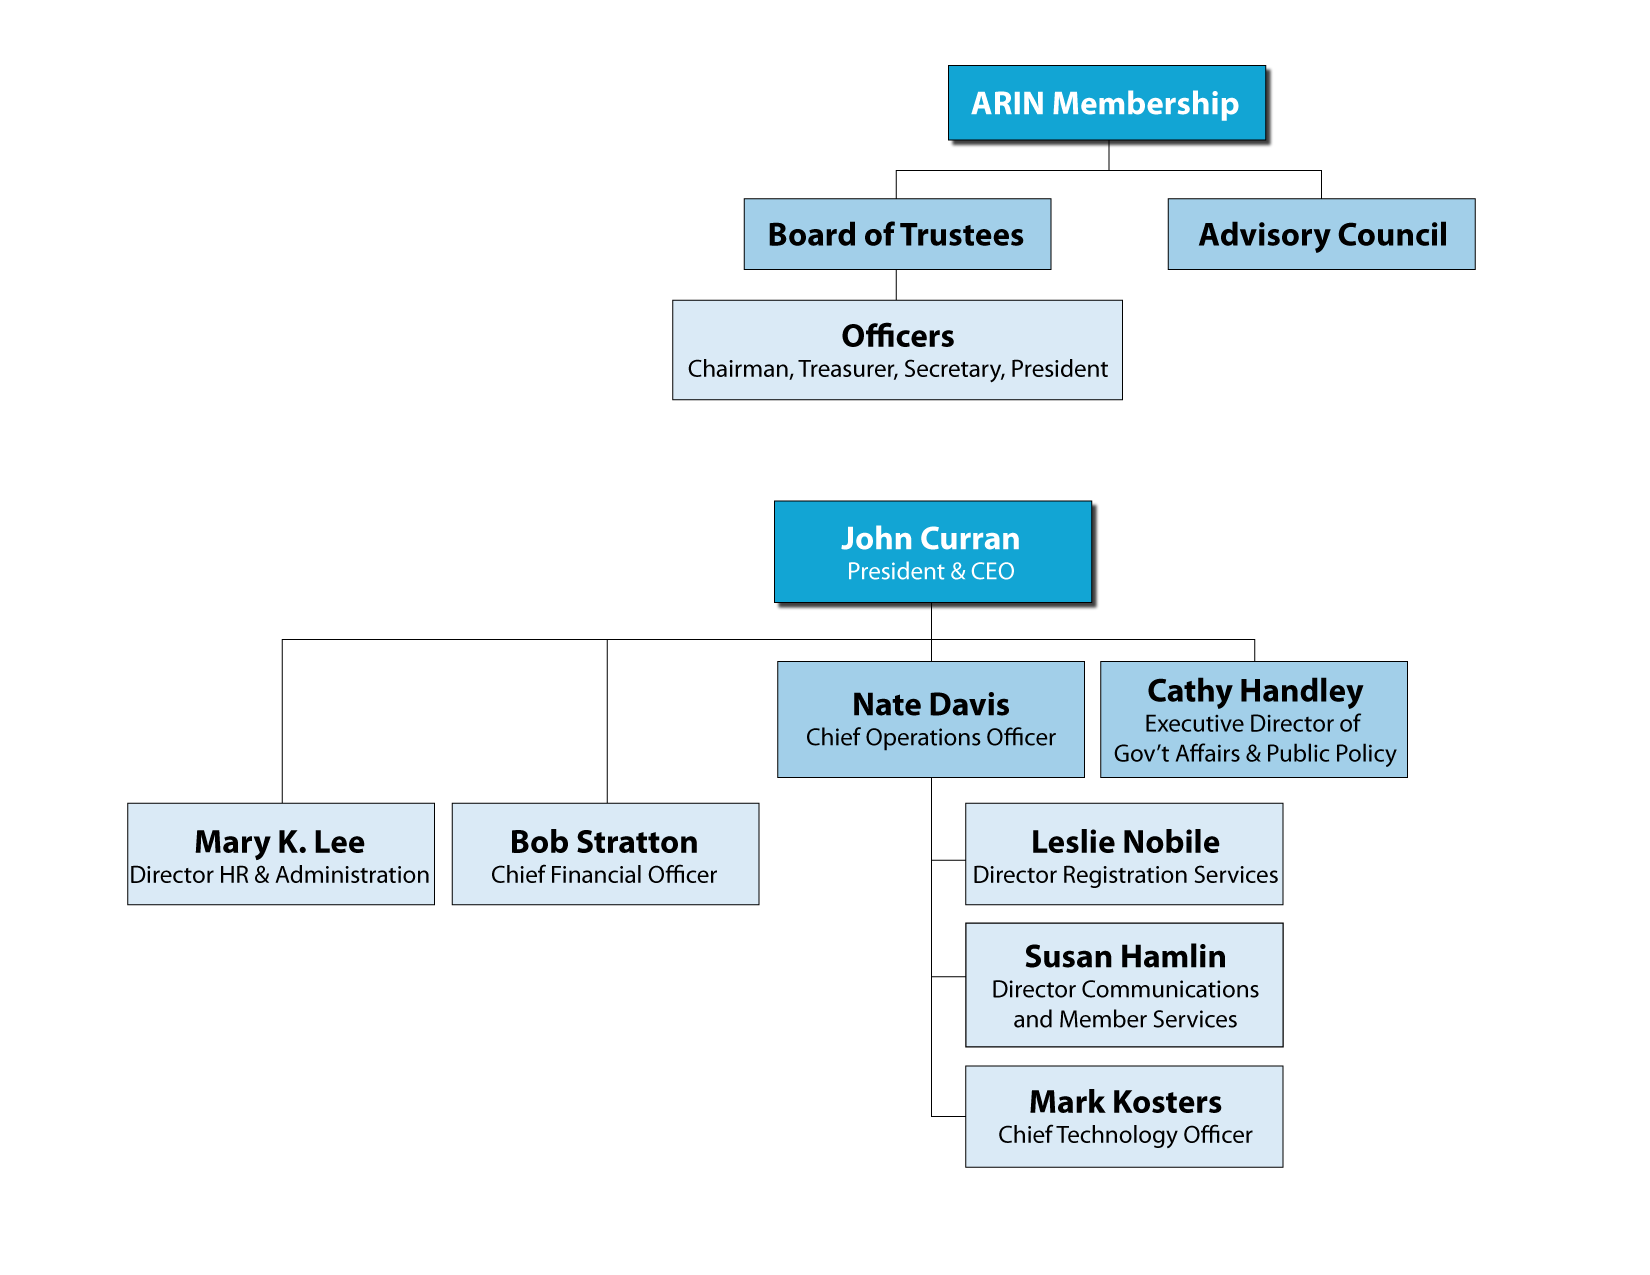 ARIN Membership
Board of Trustees
Advisory Council
Officers
Chairman, Treasurer, Secretary, President
John Curran
President & CEO
Nate Davis
Chief Operations Officer
Cathy Handley
Executive Director of
Gov’t Affairs & Public Policy
Mary K. Lee
Director HR & Administration
Bob Stratton
Chief Financial Officer
Leslie Nobile
Director Registration Services
Susan Hamlin
Director Communications
and Member Services
Mark Kosters
Chief Technology Officer